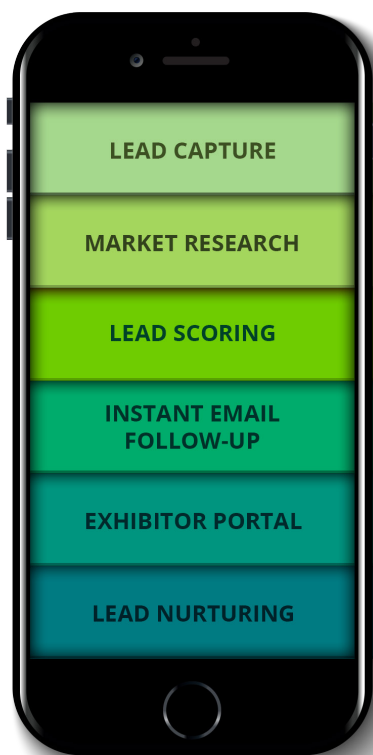 LEAD CAPTURE
MARKET RESEARCH
LEAD SCORING
INSTANT EMAIL
FOLLOW-UP
EXHIBITOR PORTAL
LEAD NURTURING